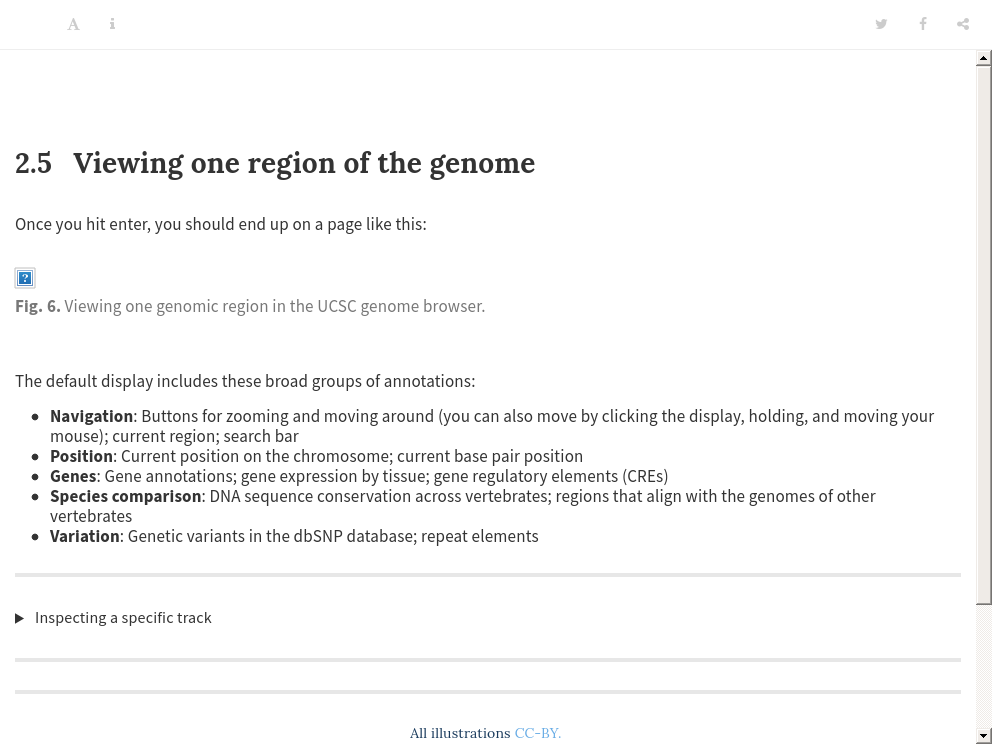 2.5 Viewing one region of the genome
Once you hit enter, you should end up on a page like this:
Fig. 6. Viewing one genomic region in the UCSC genome browser.
The default display includes these broad groups of annotations:
• Navigation: Buttons for zooming and moving around (you can also move by clicking the display, holding, and moving your
mouse); current region; search bar
• Position: Current position on the chromosome; current base pair position
• Genes: Gene annotations; gene expression by tissue; gene regulatory elements (CREs)
• Species comparison: DNA sequence conservation across vertebrates; regions that align with the genomes of other
vertebrates
• Variation: Genetic variants in the dbSNP database; repeat elements
Inspecting a specific track
All illustrations CC-BY.